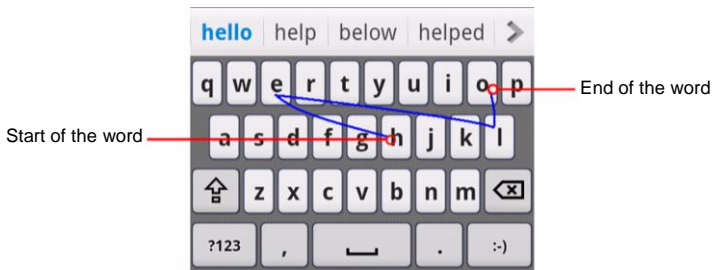 hello help below helped
q w e r t y u i o p
End of the word
Start of the word
a s d f g h j k l
z x c v b n m
?123 , . :-)